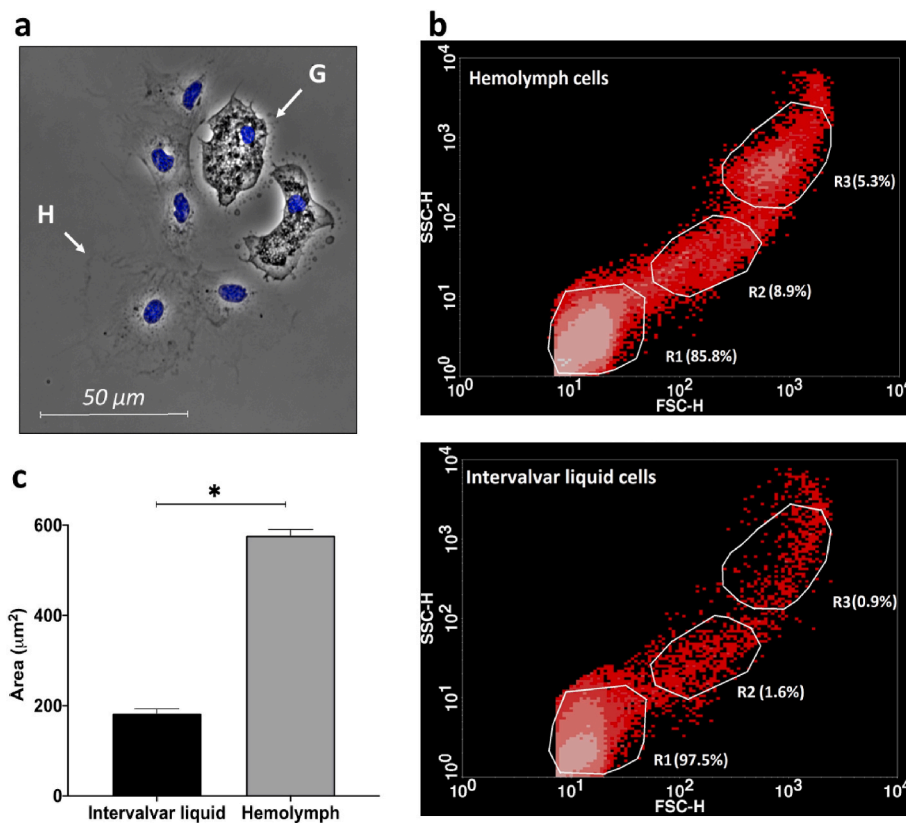 a
G
H
50 μm
b
Hemolymph cells
10⁴
10³
10²
10¹
10⁰
SSC-H
R3(5.3%)
R2 (8.9%)
R1 (85.8%)
10⁰ 10¹ 10² 10³ 10⁴
FSC-H
Intervalvar liquid cells
10⁴
10³
10²
10¹
10⁰
SSC-H
R3(0.9%)
R2 (1.6%)
R1(97.5%)
10⁰ 10¹ 10² 10³ 10⁴
FSC-H
c
*
600
400
200
0
Area (μm²)
Intervalvar liquid Hemolymph